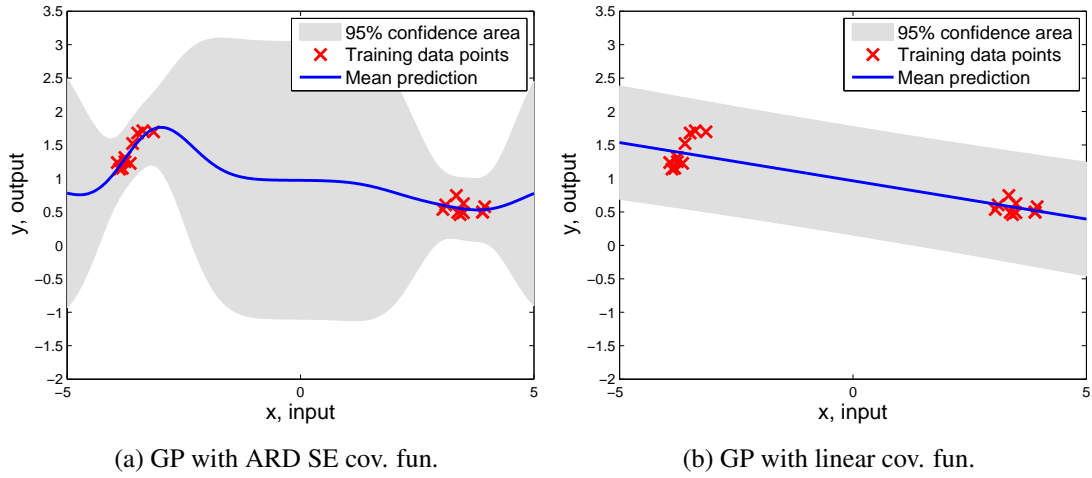 3.5
3
2.5
2
1.5
1
0.5
0
−0.5
−1
−1.5
−2
−5
0
5
x, input
y, output
95% confidence area
Training data points
Mean prediction
(a) GP with ARD SE cov. fun.
3.5
3
2.5
2
1.5
1
0.5
0
−0.5
−1
−1.5
−2
−5
0
5
x, input
y, output
95% confidence area
Training data points
Mean prediction
(b) GP with linear cov. fun.